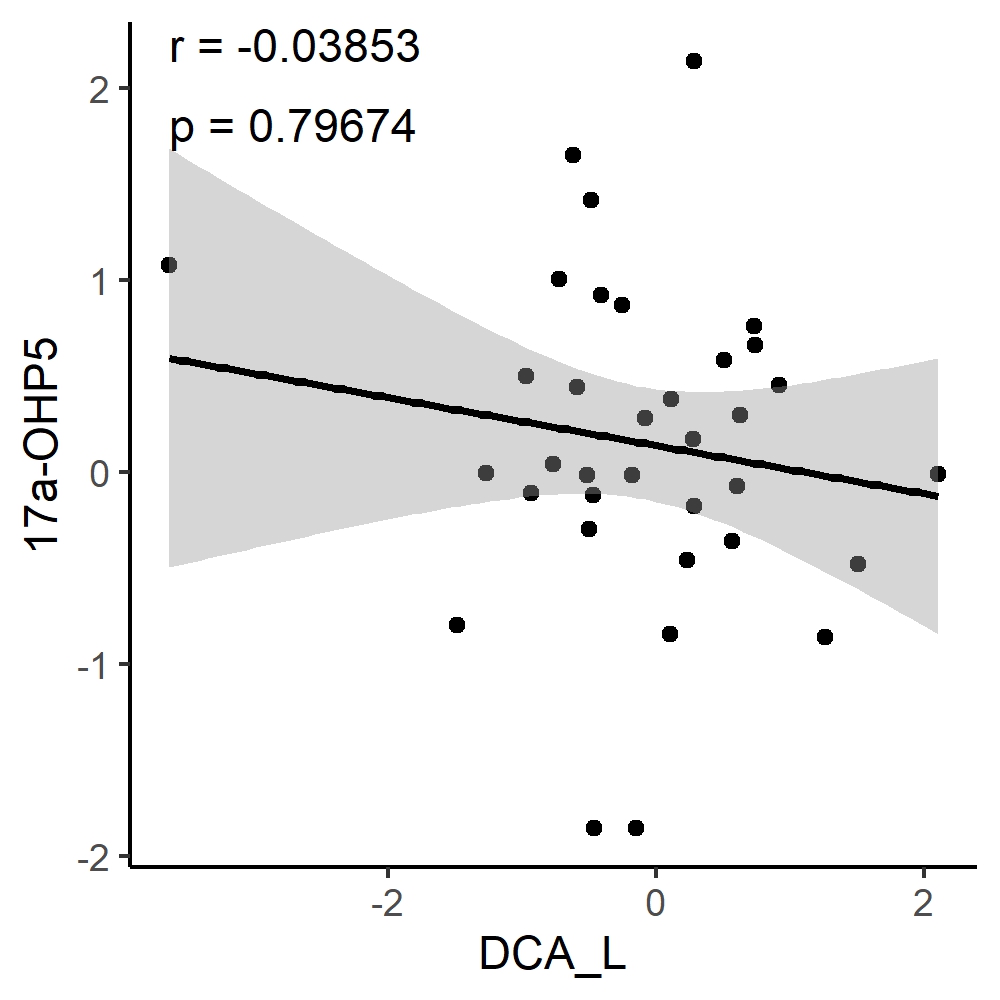 r = -0.03853
p = 0.79674
2
1
0
-1
-2
17a-OHP5
-2 0 2
DCA_L